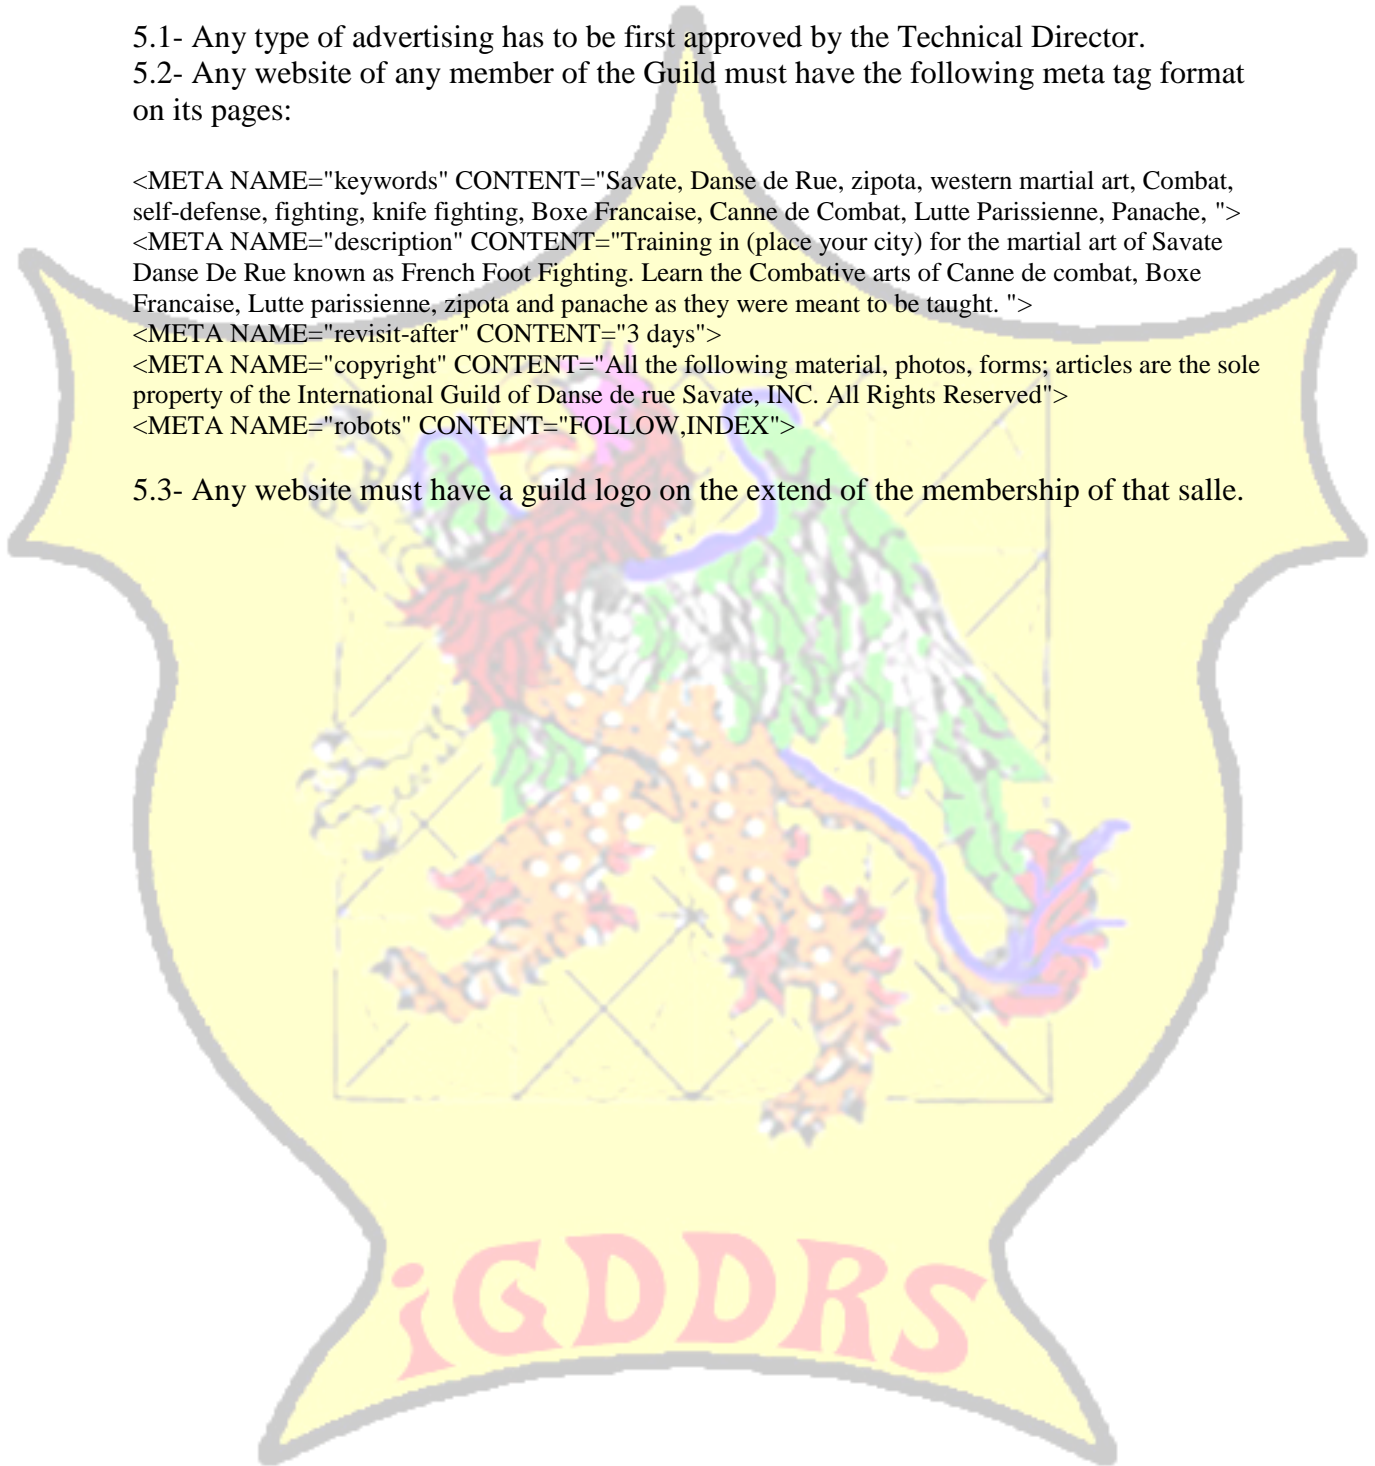 5.1- Any type of advertising has to be first approved by the Technical Director.
5.2- Any website of any member of the Guild must have the following meta tag format
on its pages:
<META NAME="keywords" CONTENT="Savate, Danse de Rue, zipota, western martial art, Combat,
self-defense, fighting, knife fighting, Boxe Francaise, Canne de Combat, Lutte Parissienne, Panache, ">
<META NAME="description" CONTENT="Training in (place your city) for the martial art of Savate
Danse De Rue known as French Foot Fighting. Learn the Combative arts of Canne de combat, Boxe
Francaise, Lutte parissienne, zipota and panache as they were meant to be taught. ">
<META NAME="revisit-after" CONTENT="3 days">
<META NAME="copyright" CONTENT="All the following material, photos, forms; articles are the sole
property of the International Guild of Danse de rue Savate, INC. All Rights Reserved">
<META NAME="robots" CONTENT="FOLLOW,INDEX">
5.3- Any website must have a guild logo on the extend of the membership of that salle.
iGDDRS